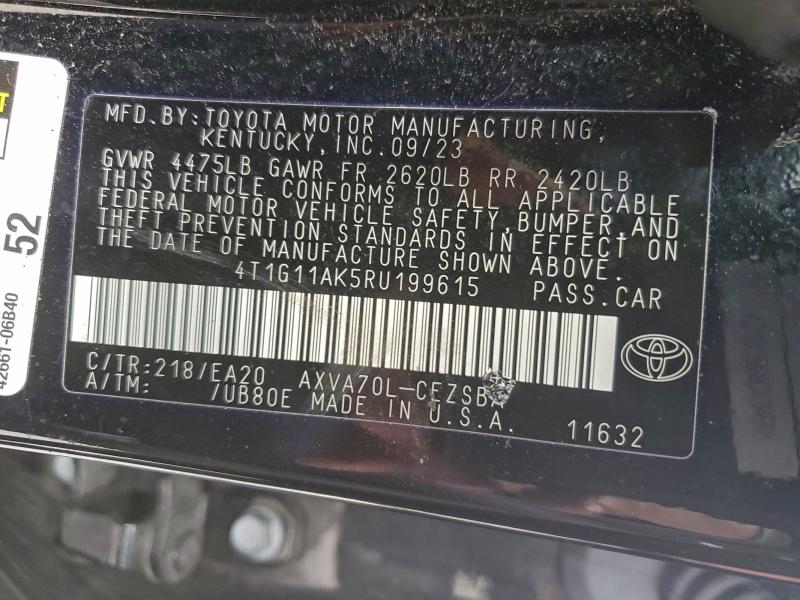 MFD.BY:TOYOTA MOTOR MANUFACTURING,
KENTUCKY,INC.09/23
GVWR 4475LB GAWR FR 2620LB RR 2420LB
THIS VEHICLE CONFORMS TO ALL APPLICABLE
FEDERAL MOTOR VEHICLE SAFETY,BUMPER,AND
THEFT PREVENTION STANDARDS IN EFFECT ON
THE DATE OF MANUFACTURE SHOWN ABOVE.
4T1G11AK5RU199615 PASS.CAR
C/TR:218/EA20 AXVA70L-CEZSB
A/TM: /UB80E MADE IN U.S.A. 11632
52
42661-06B40